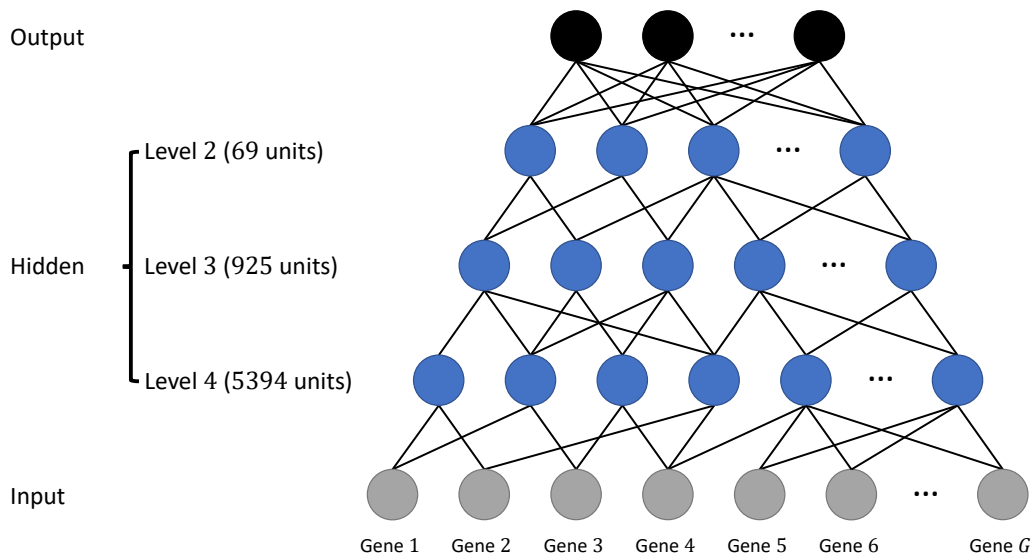 Output
...
Level 2 (69 units)
...
Hidden
Level 3 (925 units)
...
Level 4 (5394 units)
...
Input
...
Gene 1 Gene 2 Gene 3 Gene 4 Gene 5 Gene 6 Gene G